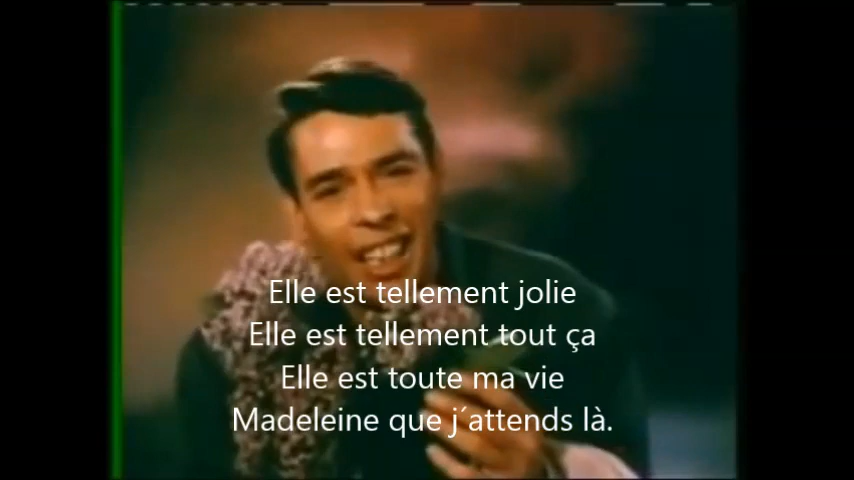 Elle est tellement jolie
Elle est tellement tout ça
Elle est toute ma vie
Madeleine que j´attends là.